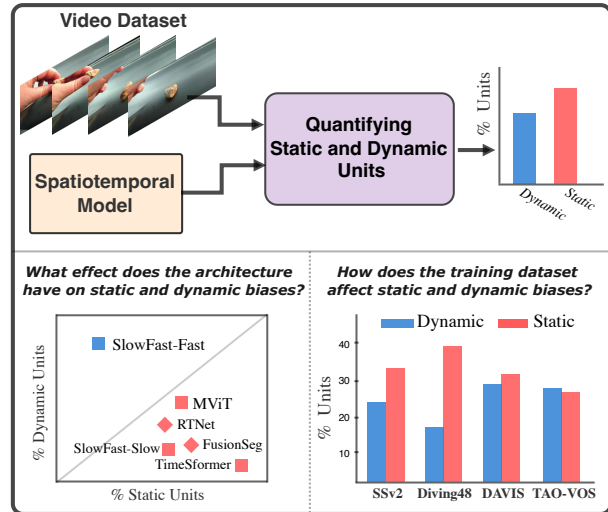 Video Dataset
Spatiotemporal
Model
Quantifying
Static and Dynamic
Units
% Units
Dynamic
Static
What effect does the architecture
have on static and dynamic biases?
% Dynamic Units
SlowFast-Fast
MViT
RTNet
SlowFast-Slow
FusionSeg
TimeSformer
% Static Units
How does the training dataset
affect static and dynamic biases?
Dynamic Static
% Units
40
30
20
10
SSv2 Diving48 DAVIS TAO-VOS